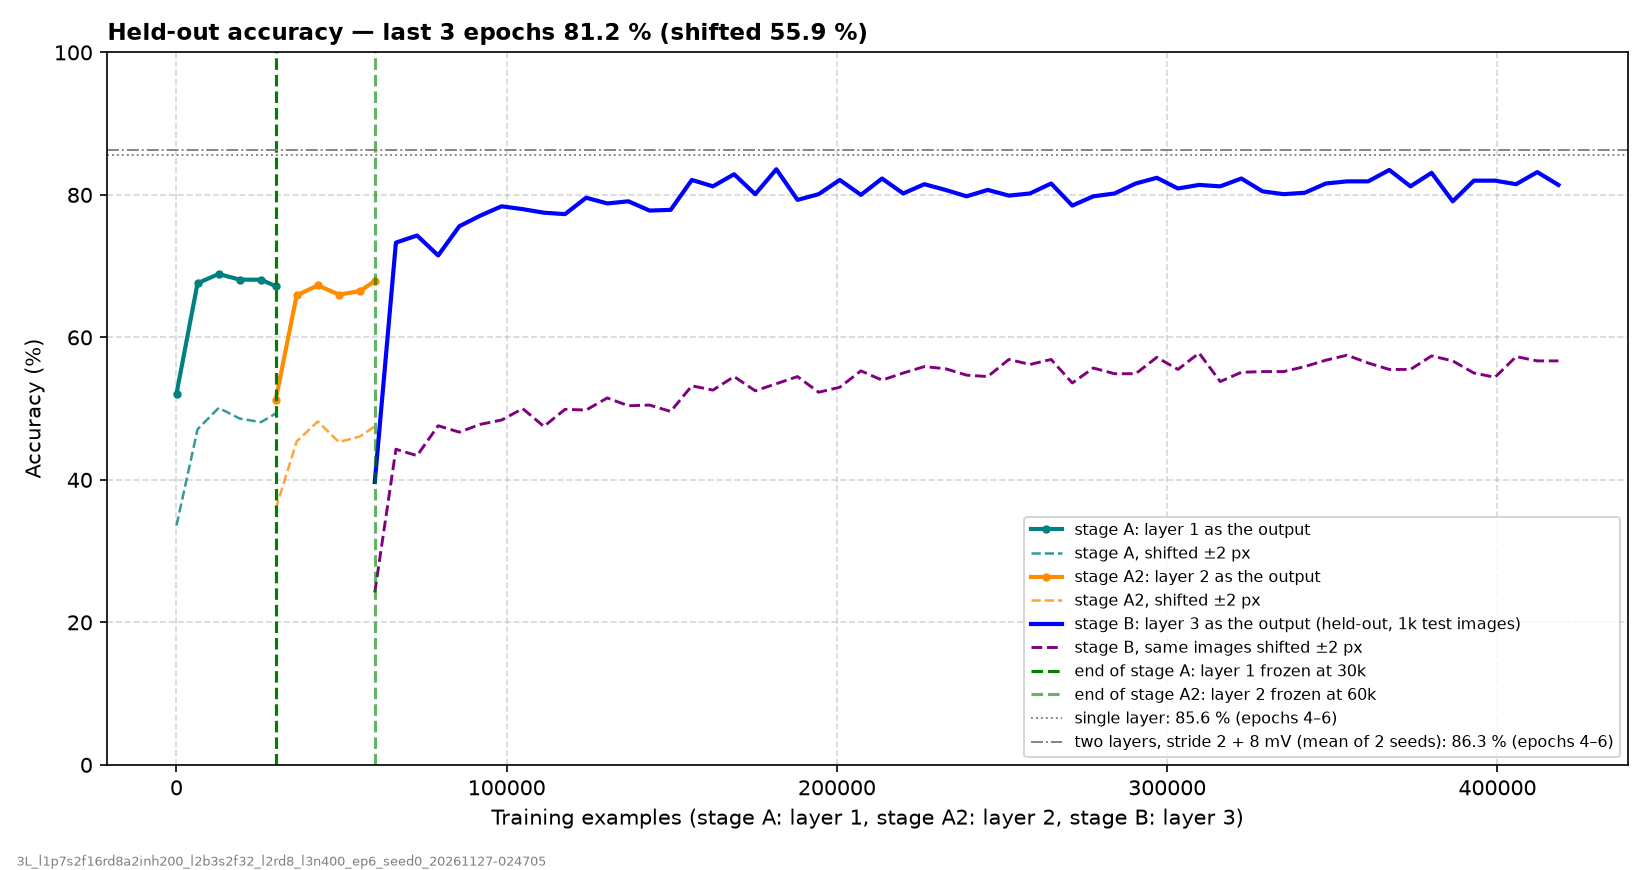 Held-out accuracy — last 3 epochs 81.2 % (shifted 55.9 %)
100
80
60
40
20
0
Accuracy (%)
0
100000
200000
300000
400000
Training examples (stage A: layer 1, stage A2: layer 2, stage B: layer 3)
stage A: layer 1 as the output
stage A, shifted ±2 px
stage A2: layer 2 as the output
stage A2, shifted ±2 px
stage B: layer 3 as the output (held-out, 1k test images)
stage B, same images shifted ±2 px
end of stage A: layer 1 frozen at 30k
end of stage A2: layer 2 frozen at 60k
single layer: 85.6 % (epochs 4–6)
two layers, stride 2 + 8 mV (mean of 2 seeds): 86.3 % (epochs 4–6)
3L_l1p7s2f16rd8a2inh200_l2b3s2f32_l2rd8_l3n400_ep6_seed0_20261127-024705